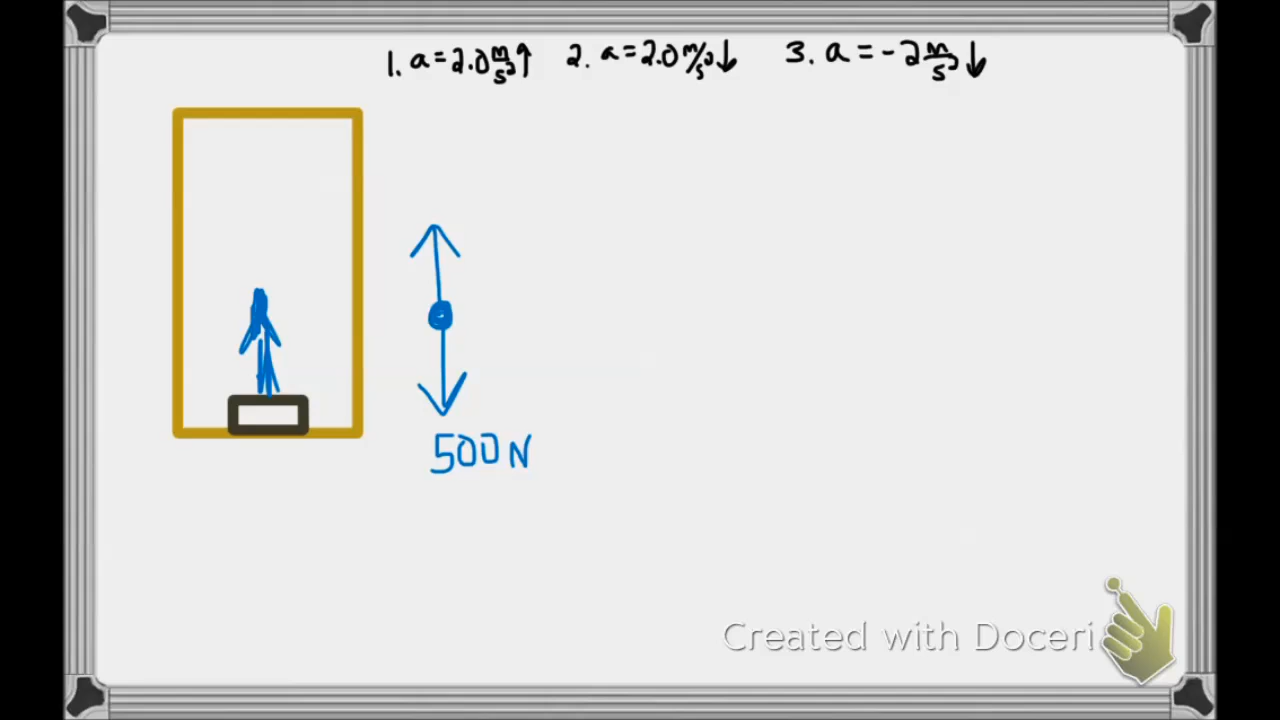 1. a = 2.0 m/s² ↑ 2. a = 2.0 m/s² ↓ 3. a = -2 m/s² ↓
500 N
Created with Doceri